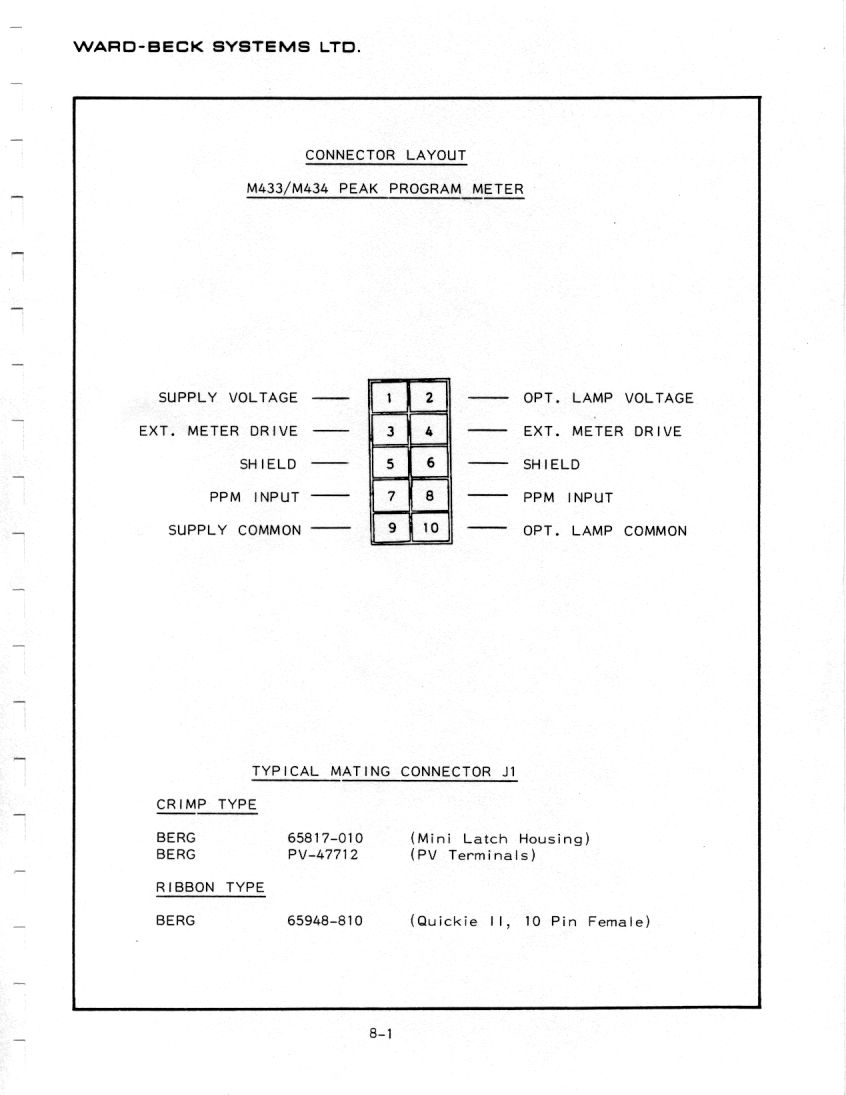 WARD-BECK SYSTEMS LTD.
CONNECTOR LAYOUT
M433/M434 PEAK PROGRAM METER
SUPPLY VOLTAGE 1 2 OPT. LAMP VOLTAGE
EXT. METER DRIVE 3 4 EXT. METER DRIVE
SHIELD 5 6 SHIELD
PPM INPUT 7 8 PPM INPUT
SUPPLY COMMON 9 10 OPT. LAMP COMMON
TYPICAL MATING CONNECTOR J1
CRIMP TYPE
BERG 65817-010 (Mini Latch Housing)
BERG PV-47712 (PV Terminals)
RIBBON TYPE
BERG 65948-810 (Quickie II, 10 Pin Female)
8-1